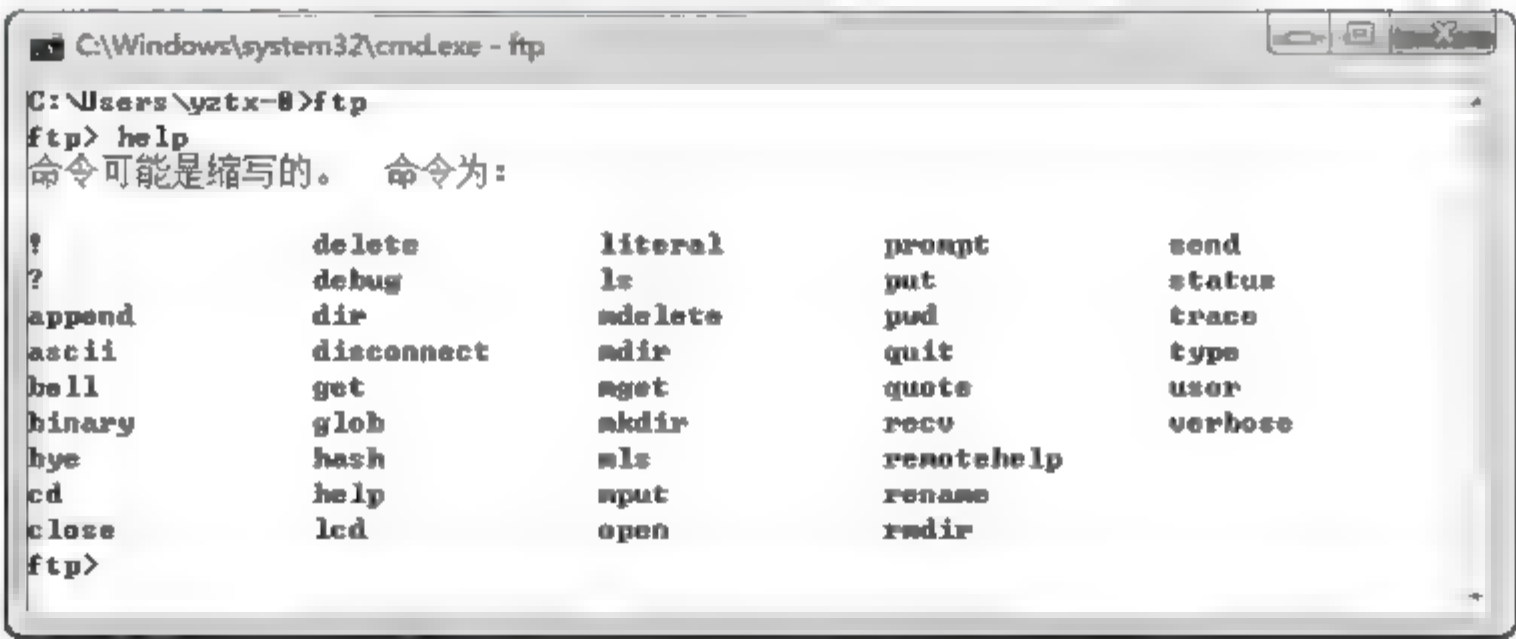 C:\Windows\system32\cmd.exe - ftp
C:\Users\yztx-0>ftp
ftp> help
命令可能是缩写的。 命令为:
! delete literal prompt send
? debug ls put status
append dir mdelete pwd trace
ascii disconnect mdir quit type
bell get mget quote user
binary glob mkdir recv verbose
bye hash mls remotehelp
cd help mput rename
close lcd open rmdir
ftp>